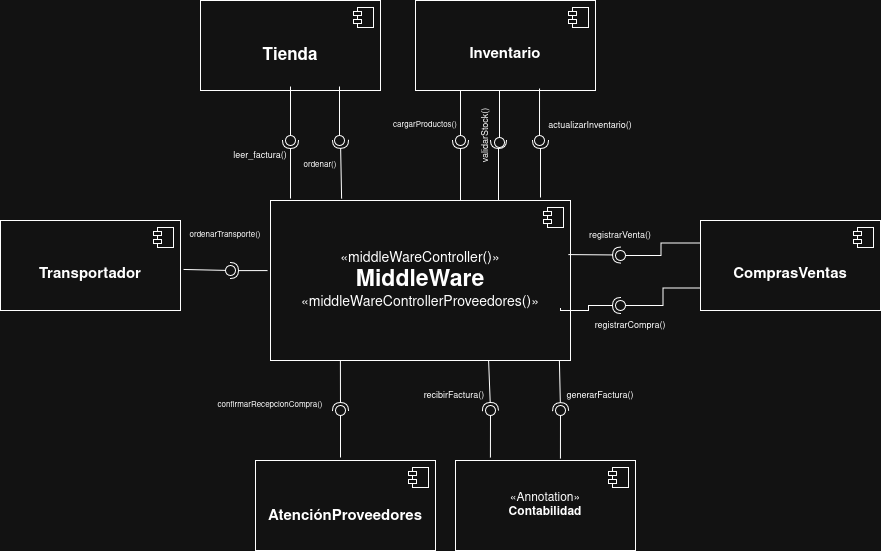 Tienda
Inventario
cargarProductos()
validarStock()
actualizarInventario()
leer_factura()
ordenar()
ordenarTransporte()
registrarVenta()
Transportador
«middleWareController()»
MiddleWare
«middleWareControllerProveedores()»
ComprasVentas
registrarCompra()
confirmarRecepcionCompra()
recibirFactura()
generarFactura()
AtenciónProveedores
«Annotation»
Contabilidad